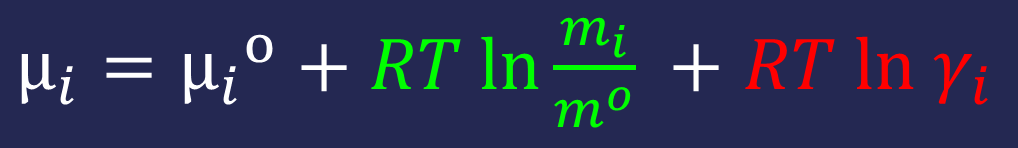 μᵢ = μᵢ° + RT ln mᵢ/m° + RT ln γᵢ